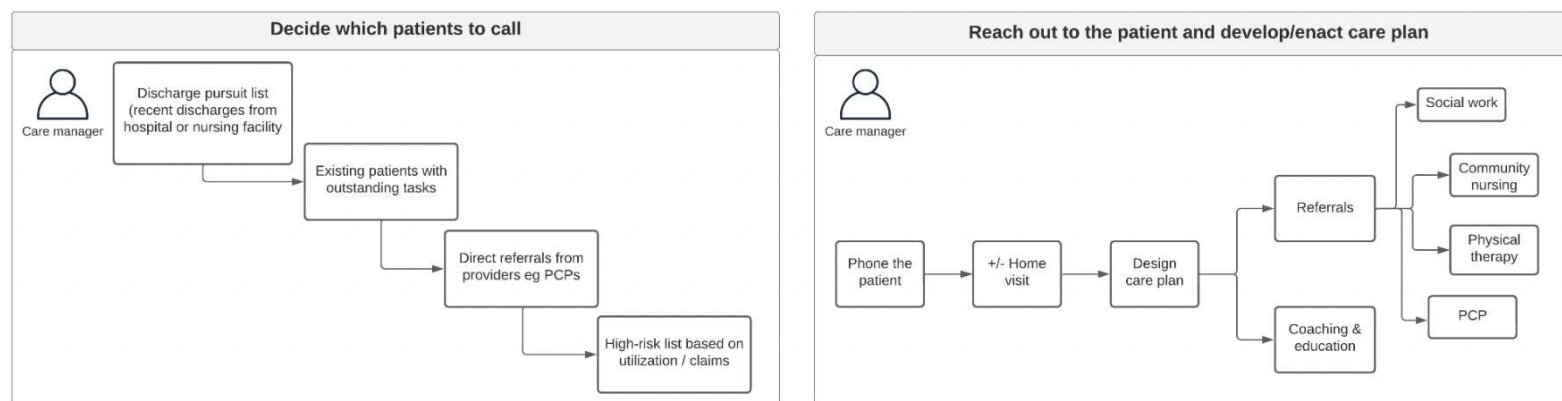 Decide which patients to call
Care manager
Discharge pursuit list
(recent discharges from
hospital or nursing facility
Existing patients with
outstanding tasks
Direct referrals from
providers eg PCPs
High-risk list based on
utilization / claims
Reach out to the patient and develop/enact care plan
Care manager
Phone the
patient
+/- Home
visit
Design
care plan
Referrals
Coaching &
education
Social work
Community
nursing
Physical
therapy
PCP